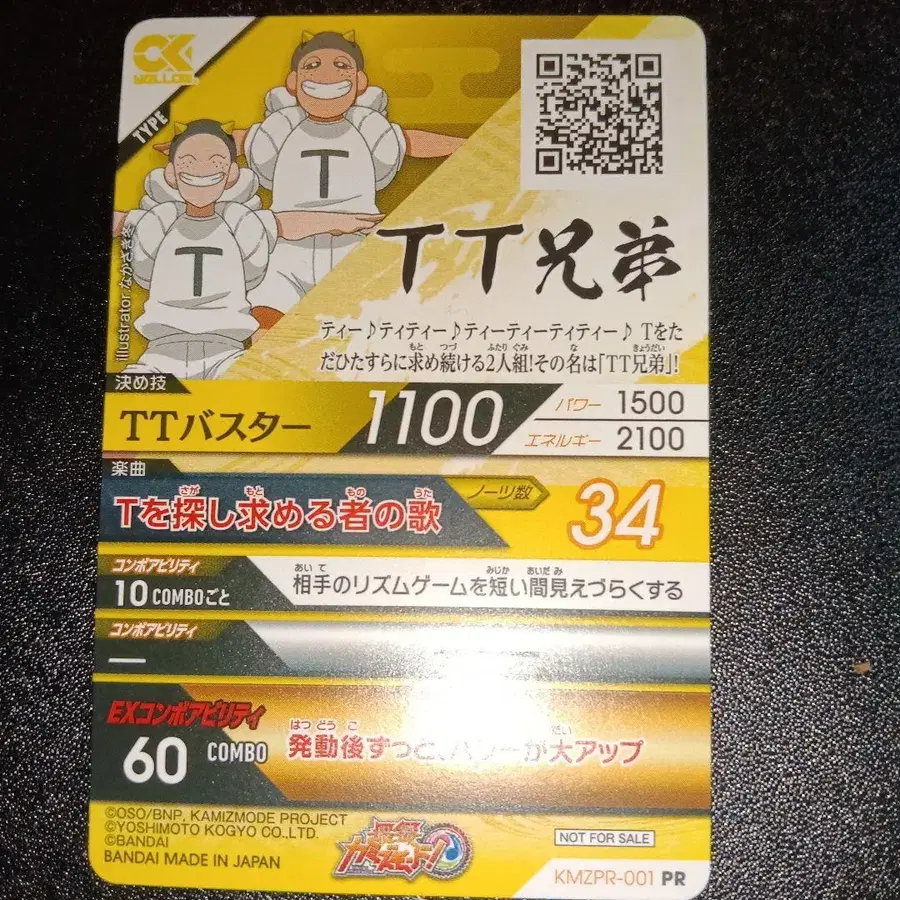 CK
YELLOW
TYPE
illustrator ながさき冬
TT兄弟
ティー♪ティティー♪ティーティーティティー♪ Tをた
だひたすらに求め続ける2人組!その名は「TT兄弟」!
T
T
決め技
TTバスター
1100
パワー 1500
エネルギー 2100
楽曲
Tを探し求める者の歌
ノーツ数
34
コンボアビリティ
10 COMBOごと
相手のリズムゲームを短い間見えづらくする
コンボアビリティ
—
EXコンボアビリティ
60 COMBO
発動後ずっと、パワーが大アップ
©OSO/BNP, KAMIZMODE PROJECT
©YOSHIMOTO KOGYO CO.,LTD.
©BANDAI
BANDAI MADE IN JAPAN
NOT FOR SALE
KMZPR-001 PR